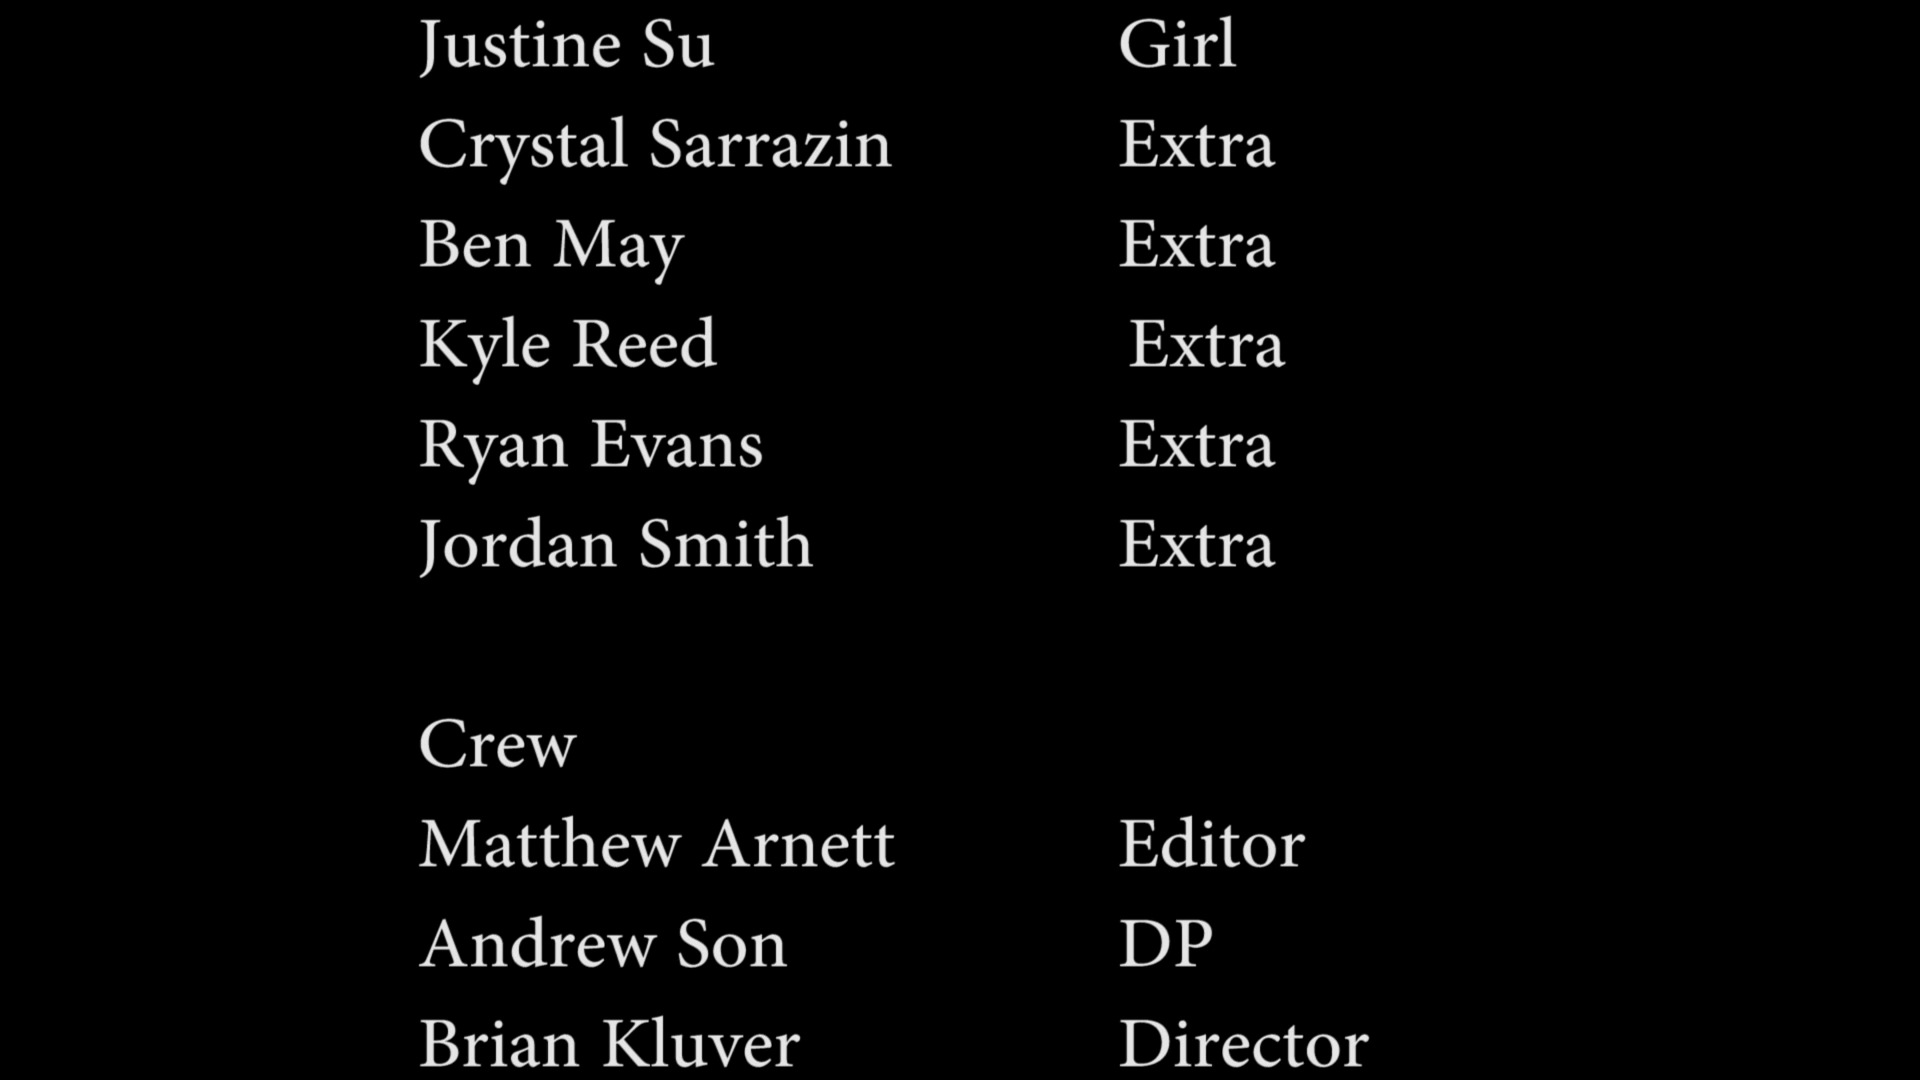 Justine Su Girl
Crystal Sarrazin Extra
Ben May Extra
Kyle Reed Extra
Ryan Evans Extra
Jordan Smith Extra
Crew
Matthew Arnett Editor
Andrew Son DP
Brian Kluver Director